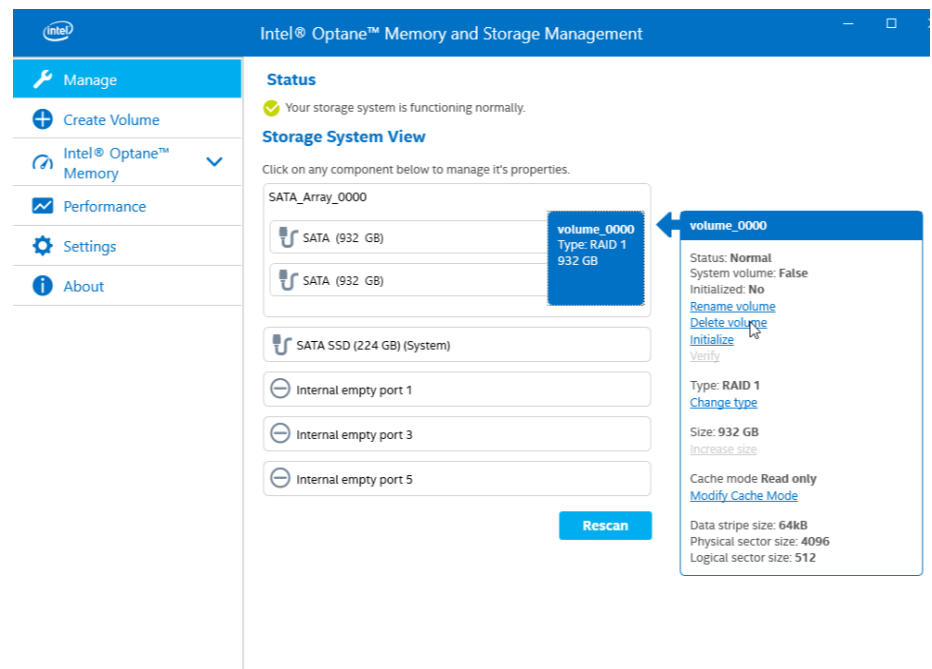 intel
Intel® Optane™ Memory and Storage Management
Manage
Create Volume
Intel® Optane™
Memory
Performance
Settings
About
Status
Your storage system is functioning normally.
Storage System View
Click on any component below to manage it's properties.
SATA_Array_0000
SATA (932 GB)
SATA (932 GB)
volume_0000
Type: RAID 1
932 GB
SATA SSD (224 GB) (System)
Internal empty port 1
Internal empty port 3
Internal empty port 5
Rescan
volume_0000
Status: Normal
System volume: False
Initialized: No
Rename volume
Delete volume
Initialize
Verify
Type: RAID 1
Change type
Size: 932 GB
Increase size
Cache mode Read only
Modify Cache Mode
Data stripe size: 64kB
Physical sector size: 4096
Logical sector size: 512